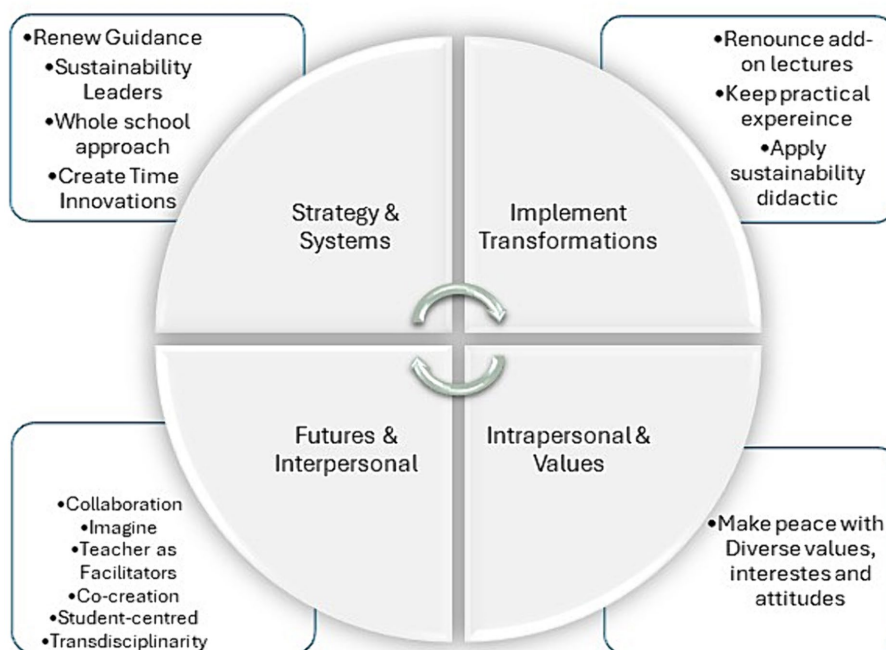 •Renew Guidance
•Sustainability
Leaders
•Whole school
approach
•Create Time
Innovations
•Renounce add-
on lectures
•Keep practical
expereince
•Apply
sustainability
didactic
Strategy &
Systems
Implement
Transformations
Futures &
Interpersonal
Intrapersonal &
Values
•Collaboration
•Imagine
•Teacher as
Facilitators
•Co-creation
•Student-centred
•Transdisciplinarity
•Make peace with
Diverse values,
interestes and
attitudes